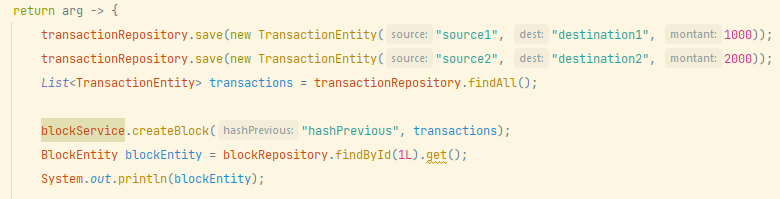 return arg -> {
transactionRepository.save(new TransactionEntity( source: "source1", dest: "destination1", montant: 1000));
transactionRepository.save(new TransactionEntity( source: "source2", dest: "destination2", montant: 2000));
List<TransactionEntity> transactions = transactionRepository.findAll();
blockService.createBlock( hashPrevious: "hashPrevious", transactions);
BlockEntity blockEntity = blockRepository.findById(1L).get();
System.out.println(blockEntity);